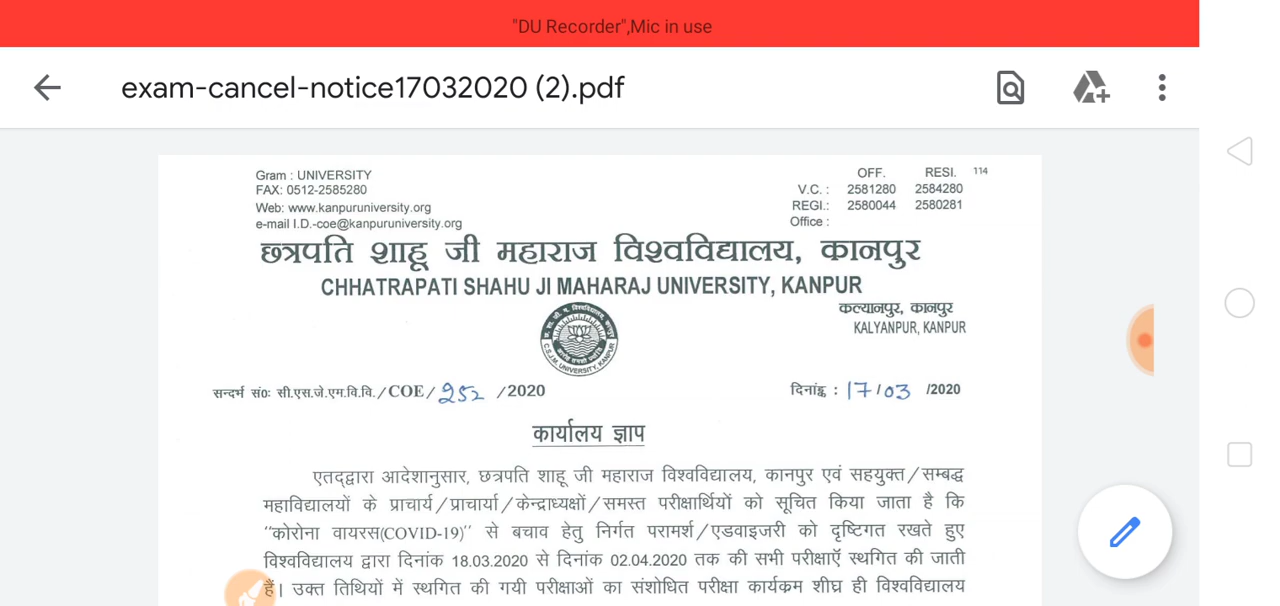 "DU Recorder",Mic in use
exam-cancel-notice17032020 (2).pdf
Gram : UNIVERSITY
FAX: 0512-2585280
Web: www.kanpuruniversity.org
e-mail I.D.-coe@kanpuruniversity.org
OFF. RESI. 114
V.C. : 2581280 2584280
REGI.: 2580044 2580281
Office :
छत्रपति शाहू जी महाराज विश्वविद्यालय, कानपुर
CHHATRAPATI SHAHU JI MAHARAJ UNIVERSITY, KANPUR
कल्यानपुर, कानपुर
KALYANPUR, KANPUR
C.S.J.M. UNIVERSITY, KANPUR
सन्दर्भ सं०: सी.एस.जे.एम.वि.वि./COE/252/2020
दिनांङ्क : 17/03/2020
कार्यालय ज्ञाप
एतद्द्वारा आदेशानुसार, छत्रपति शाहू जी महाराज विश्वविद्यालय, कानपुर एवं सहयुक्त/सम्बद्ध
महाविद्यालयों के प्राचार्य/प्राचार्या/केन्द्राध्यक्षों/समस्त परीक्षार्थियों को सूचित किया जाता है कि
"कोरोना वायरस(COVID-19)" से बचाव हेतु निर्गत परामर्श/एडवाइजरी को दृष्टिगत रखते हुए
विश्वविद्यालय द्वारा दिनांक 18.03.2020 से दिनांक 02.04.2020 तक की सभी परीक्षाएँ स्थगित की जाती
हैं। उक्त तिथियों में स्थगित की गयी परीक्षाओं का संशोधित परीक्षा कार्यक्रम शीघ्र ही विश्वविद्यालय